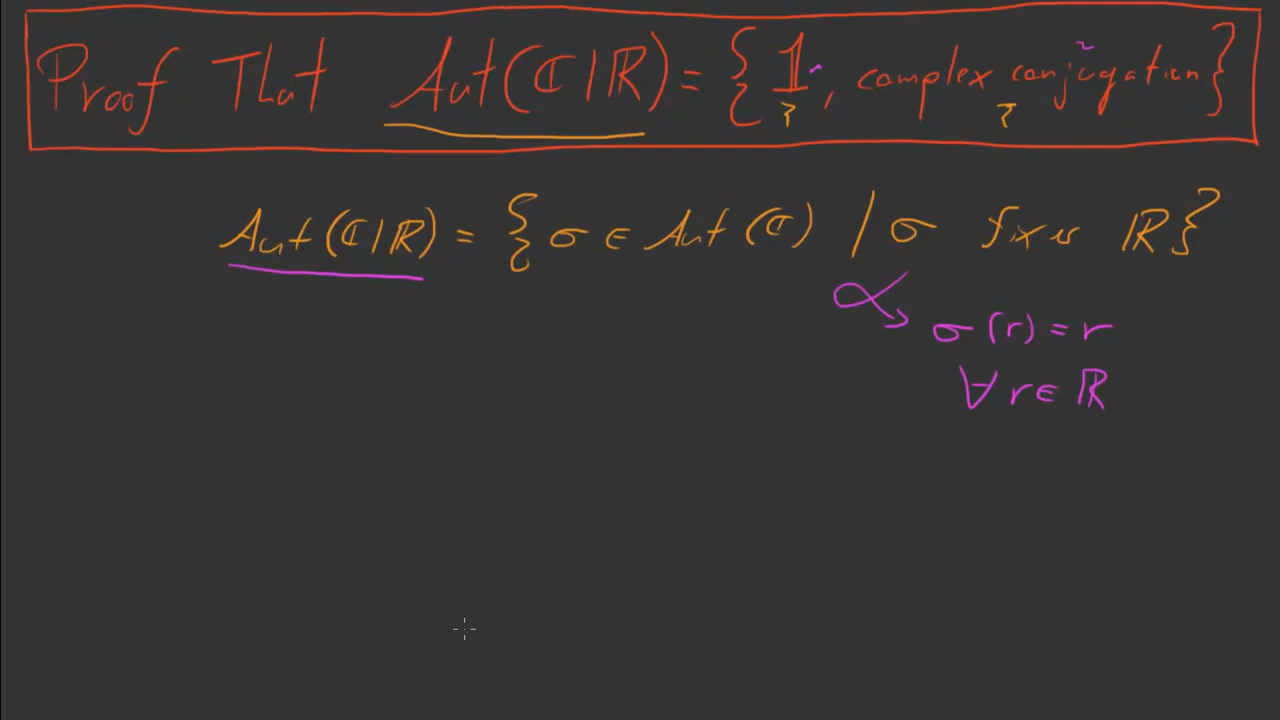 Proof That Aut(ℂ/ℝ) = {𝟙, complex conjugation}
Aut(ℂ/ℝ) = {σ ∈ Aut(ℂ) / σ fixes ℝ}
σ(r) = r
∀ r ∈ ℝ